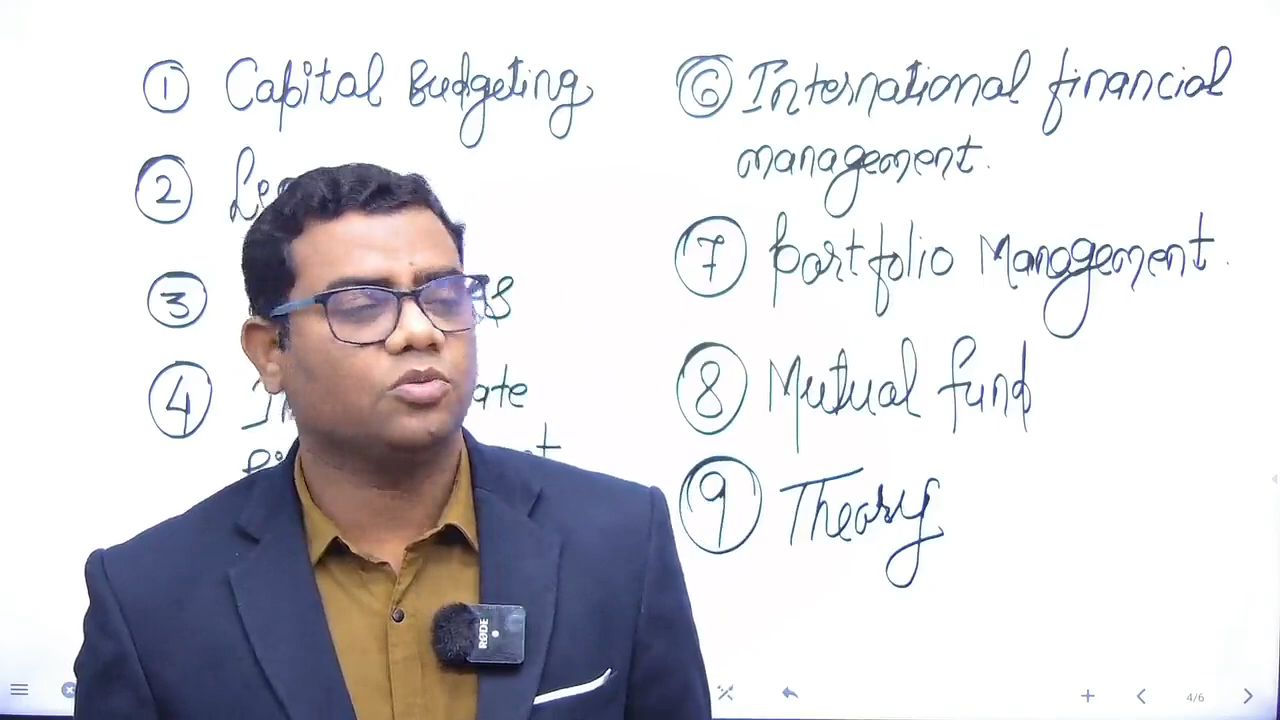 ① Capital Budgeting
②
③
④
⑥ International financial
management.
⑦ Portfolio Management.
⑧ Mutual fund
⑨ Theory
RØDE
4/6